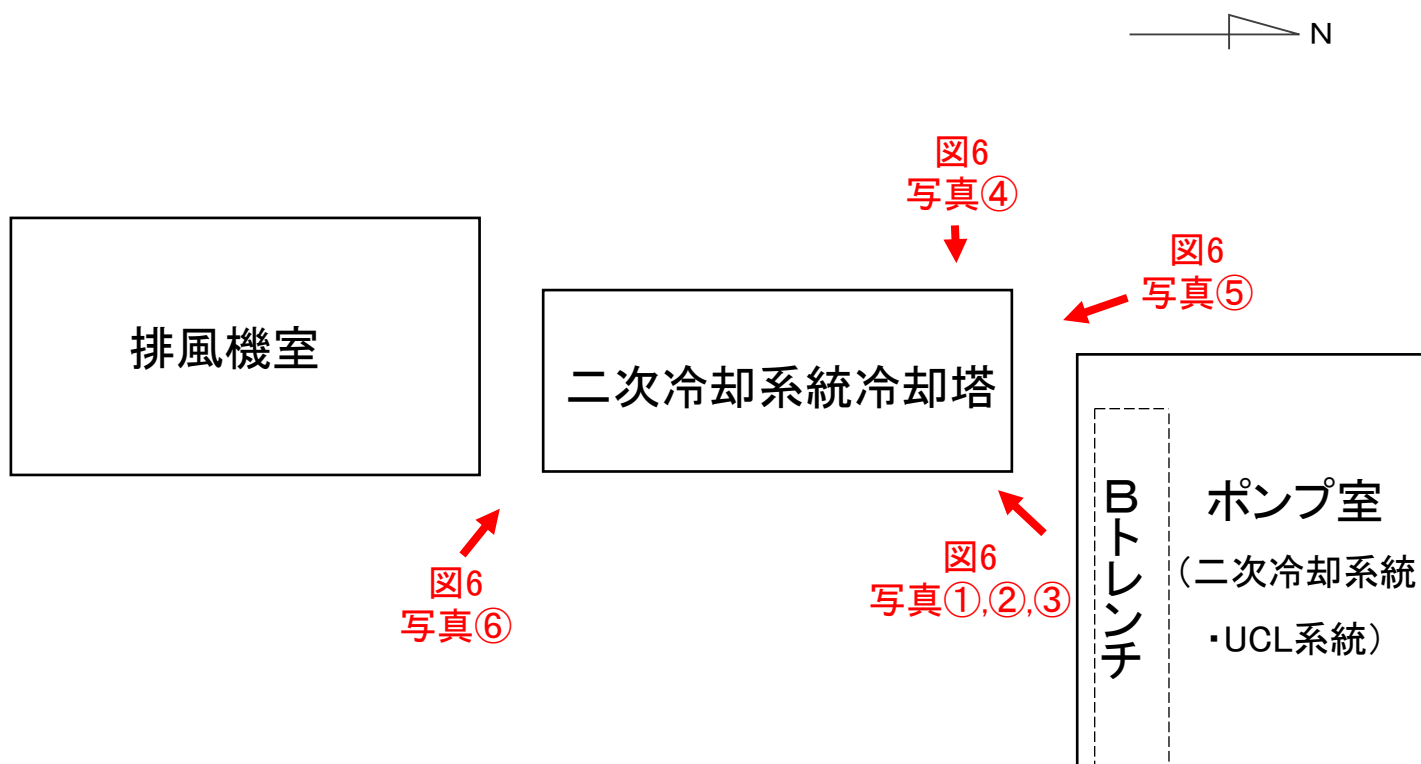 N
図6
写真④
図6
写真⑤
排風機室
二次冷却系統冷却塔
Bトレンチ
ポンプ室
(二次冷却系統
・UCL系統)
図6
写真①,②,③
図6
写真⑥